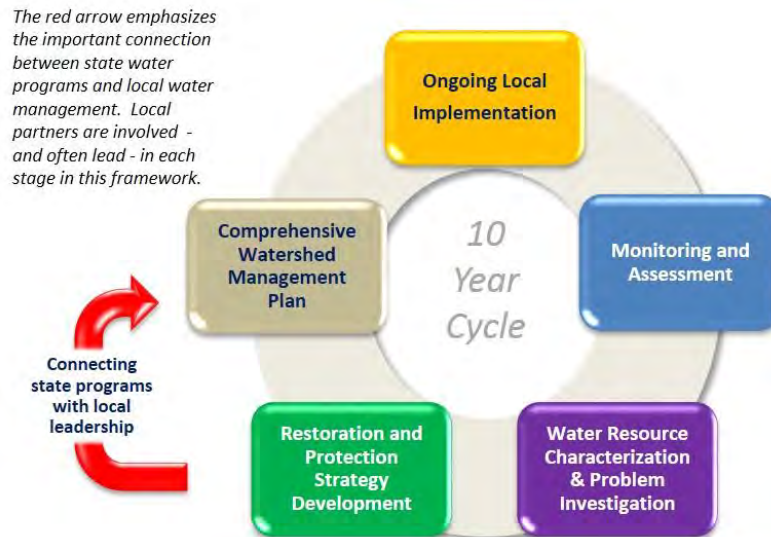 The red arrow emphasizes
the important connection
between state water
programs and local water
management.  Local
partners are involved  -
and often lead - in each
stage in this framework.
Ongoing Local
Implementation
Comprehensive
Watershed
Management
Plan
10
Year
Cycle
Monitoring and
Assessment
Connecting
state programs
with local
leadership
Restoration and
Protection
Strategy
Development
Water Resource
Characterization
& Problem
Investigation